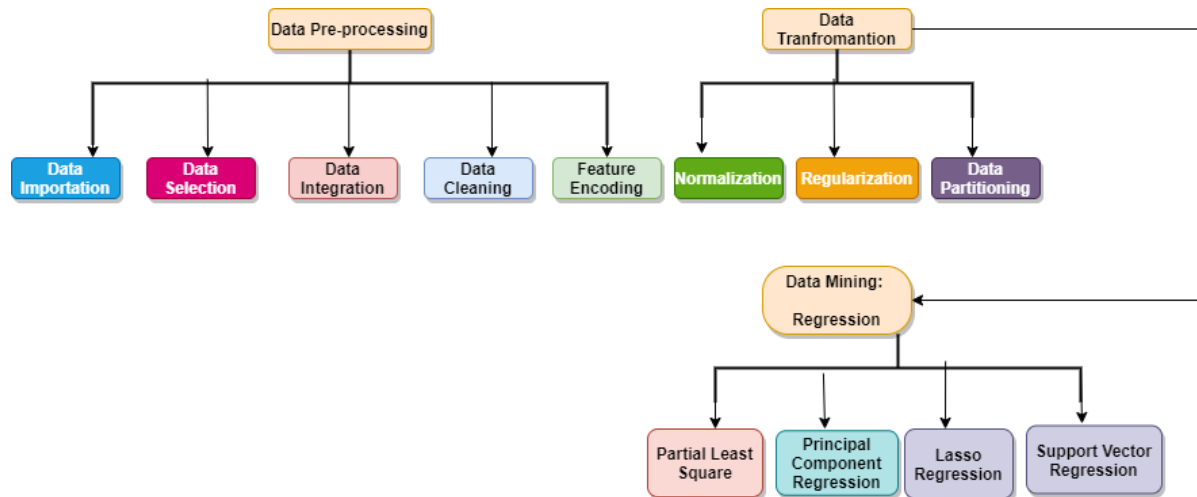 Data Pre-processing
Data
Tranfromantion
Data
Importation
Data
Selection
Data
Integration
Data
Cleaning
Feature
Encoding
Normalization
Regularization
Data
Partitioning
Data Mining:
Regression
Partial Least
Square
Principal
Component
Regression
Lasso
Regression
Support Vector
Regression